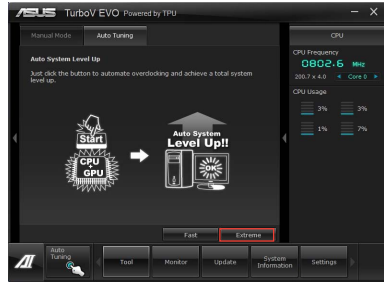 ASUS TurboV EVO Powered by TPU
Manual Mode
Auto Tuning
Auto System Level Up
Just click the button to automate overclocking and achieve a total system
level up.
Start
CPU
+
GPU
Auto System
Level Up!!
OK
Fast
Extreme
CPU
CPU Frequency
0802.6 MHz
200.7 x 4.0
Core 0
CPU Usage
3%
3%
1%
7%
Auto
Tuning
Tool
Monitor
Update
System
Information
Settings